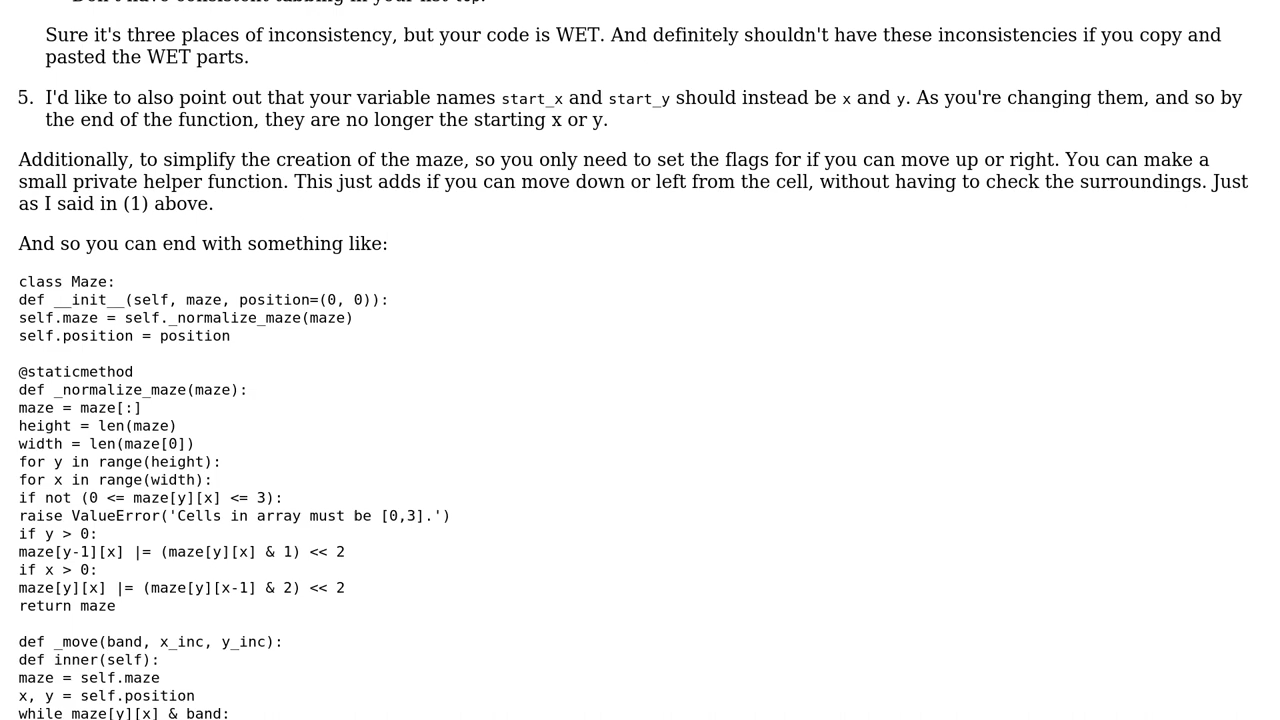 Don't have consistent tabbing in your list top.
Sure it's three places of inconsistency, but your code is WET. And definitely shouldn't have these inconsistencies if you copy and
pasted the WET parts.
5. I'd like to also point out that your variable names start_x and start_y should instead be x and y. As you're changing them, and so by
the end of the function, they are no longer the starting x or y.
Additionally, to simplify the creation of the maze, so you only need to set the flags for if you can move up or right. You can make a
small private helper function. This just adds if you can move down or left from the cell, without having to check the surroundings. Just
as I said in (1) above.
And so you can end with something like:
class Maze:
def __init__(self, maze, position=(0, 0)):
self.maze = self._normalize_maze(maze)
self.position = position
@staticmethod
def _normalize_maze(maze):
maze = maze[:]
height = len(maze)
width = len(maze[0])
for y in range(height):
for x in range(width):
if not (0 <= maze[y][x] <= 3):
raise ValueError('Cells in array must be [0,3].')
if y > 0:
maze[y-1][x] |= (maze[y][x] & 1) << 2
if x > 0:
maze[y][x] |= (maze[y][x-1] & 2) << 2
return maze
def _move(band, x_inc, y_inc):
def inner(self):
maze = self.maze
x, y = self.position
while maze[y][x] & band: